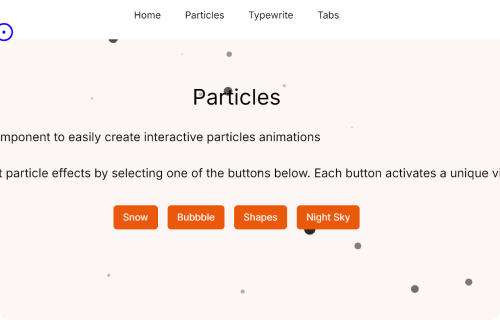 Home Particles Typewrite Tabs
Particles
mponent to easily create interactive particles animations
t particle effects by selecting one of the buttons below. Each button activates a unique vi
Snow Bubbble Shapes Night Sky